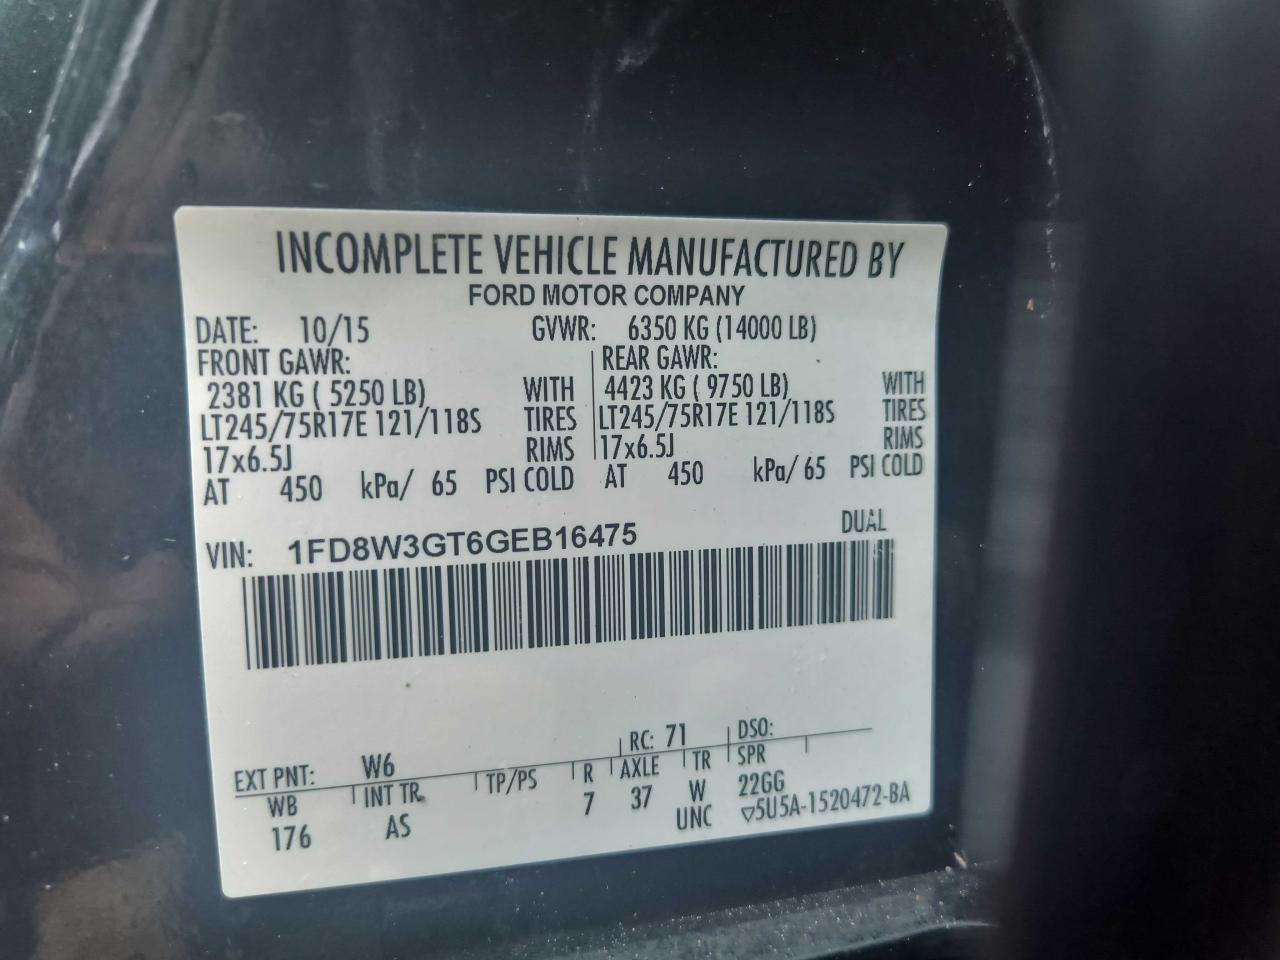 INCOMPLETE VEHICLE MANUFACTURED BY
FORD MOTOR COMPANY
DATE: 10/15 GVWR: 6350 KG (14000 LB)
FRONT GAWR: REAR GAWR:
2381 KG ( 5250 LB) WITH 4423 KG ( 9750 LB) WITH
LT245/75R17E 121/118S TIRES LT245/75R17E 121/118S TIRES
17x6.5J RIMS 17x6.5J RIMS
AT 450 kPa/ 65 PSI COLD AT 450 kPa/ 65 PSI COLD
VIN: 1FD8W3GT6GEB16475 DUAL
EXT PNT: W6 RC: 71 DSO:
WB INT TR. TP/PS R AXLE TR SPR
176 AS 7 37 W 22GG
UNC ▽5U5A-1520472-BA